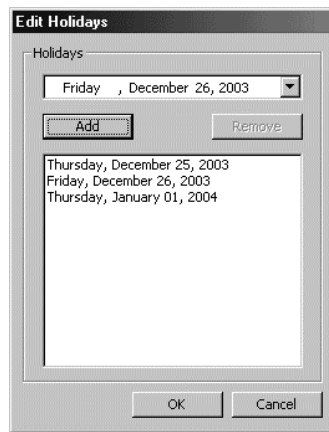 Edit Holidays
Holidays
Friday , December 26, 2003
Add Remove
Thursday, December 25, 2003
Friday, December 26, 2003
Thursday, January 01, 2004
OK Cancel